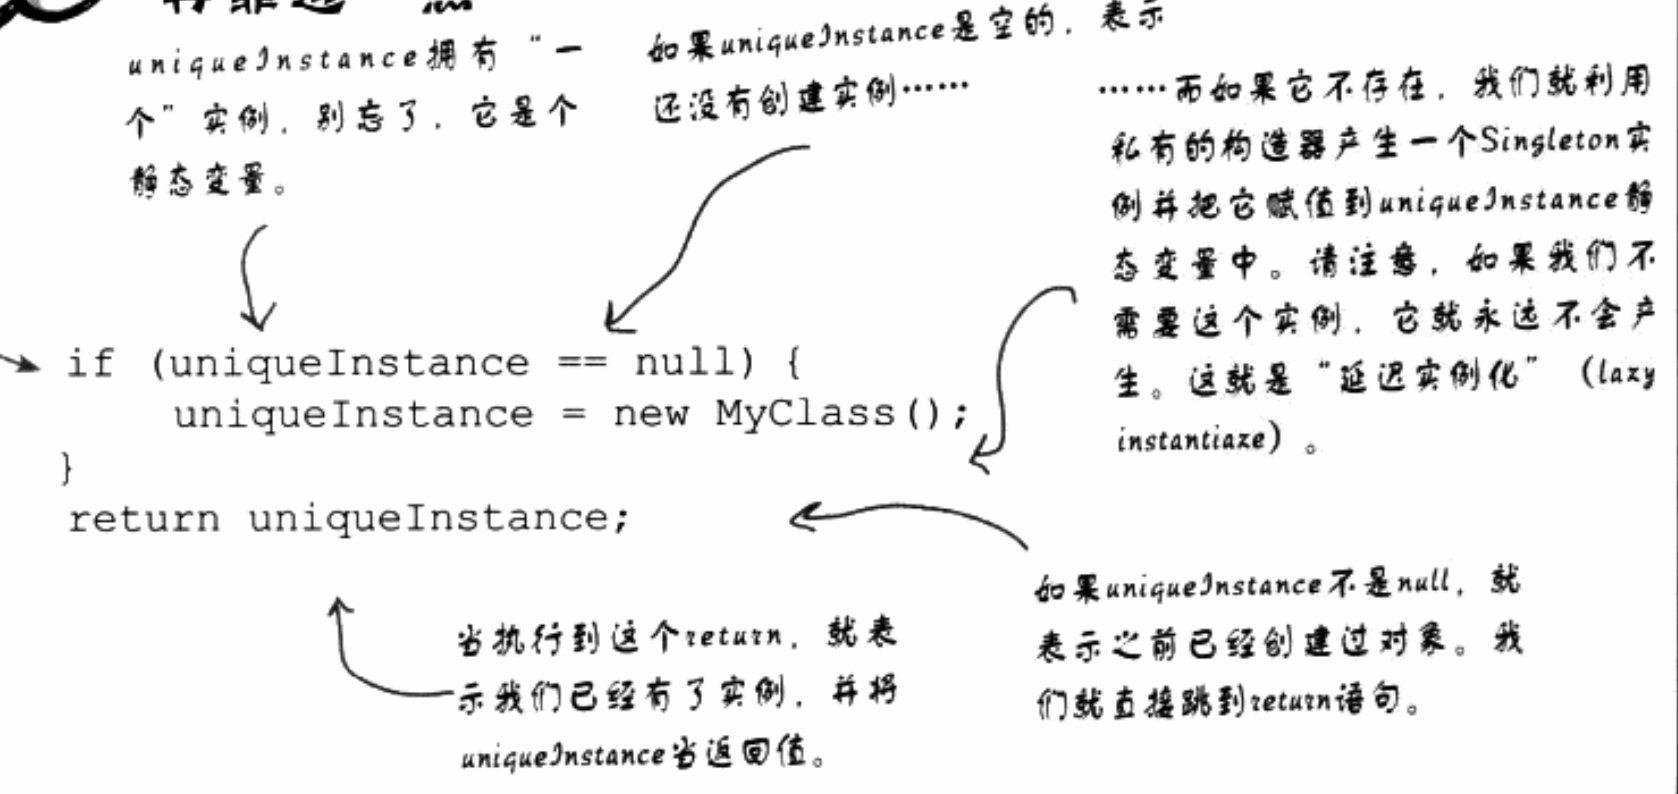 再靠近一点
uniqueInstance拥有“一
个”实例，别忘了，它是个
静态变量。
如果uniqueInstance是空的，表示
还没有创建实例……
……而如果它不存在，我们就利用
私有的构造器产生一个Singleton实
例并把它赋值到uniqueInstance静
态变量中。请注意，如果我们不
需要这个实例，它就永远不会产
生。这就是“延迟实例化”（lazy
instantiaze）。
if (uniqueInstance == null) {
uniqueInstance = new MyClass();
}
return uniqueInstance;
如果uniqueInstance不是null，就
表示之前已经创建过对象。我
们就直接跳到return语句。
当执行到这个return，就表
示我们已经有了实例，并将
uniqueInstance当返回值。